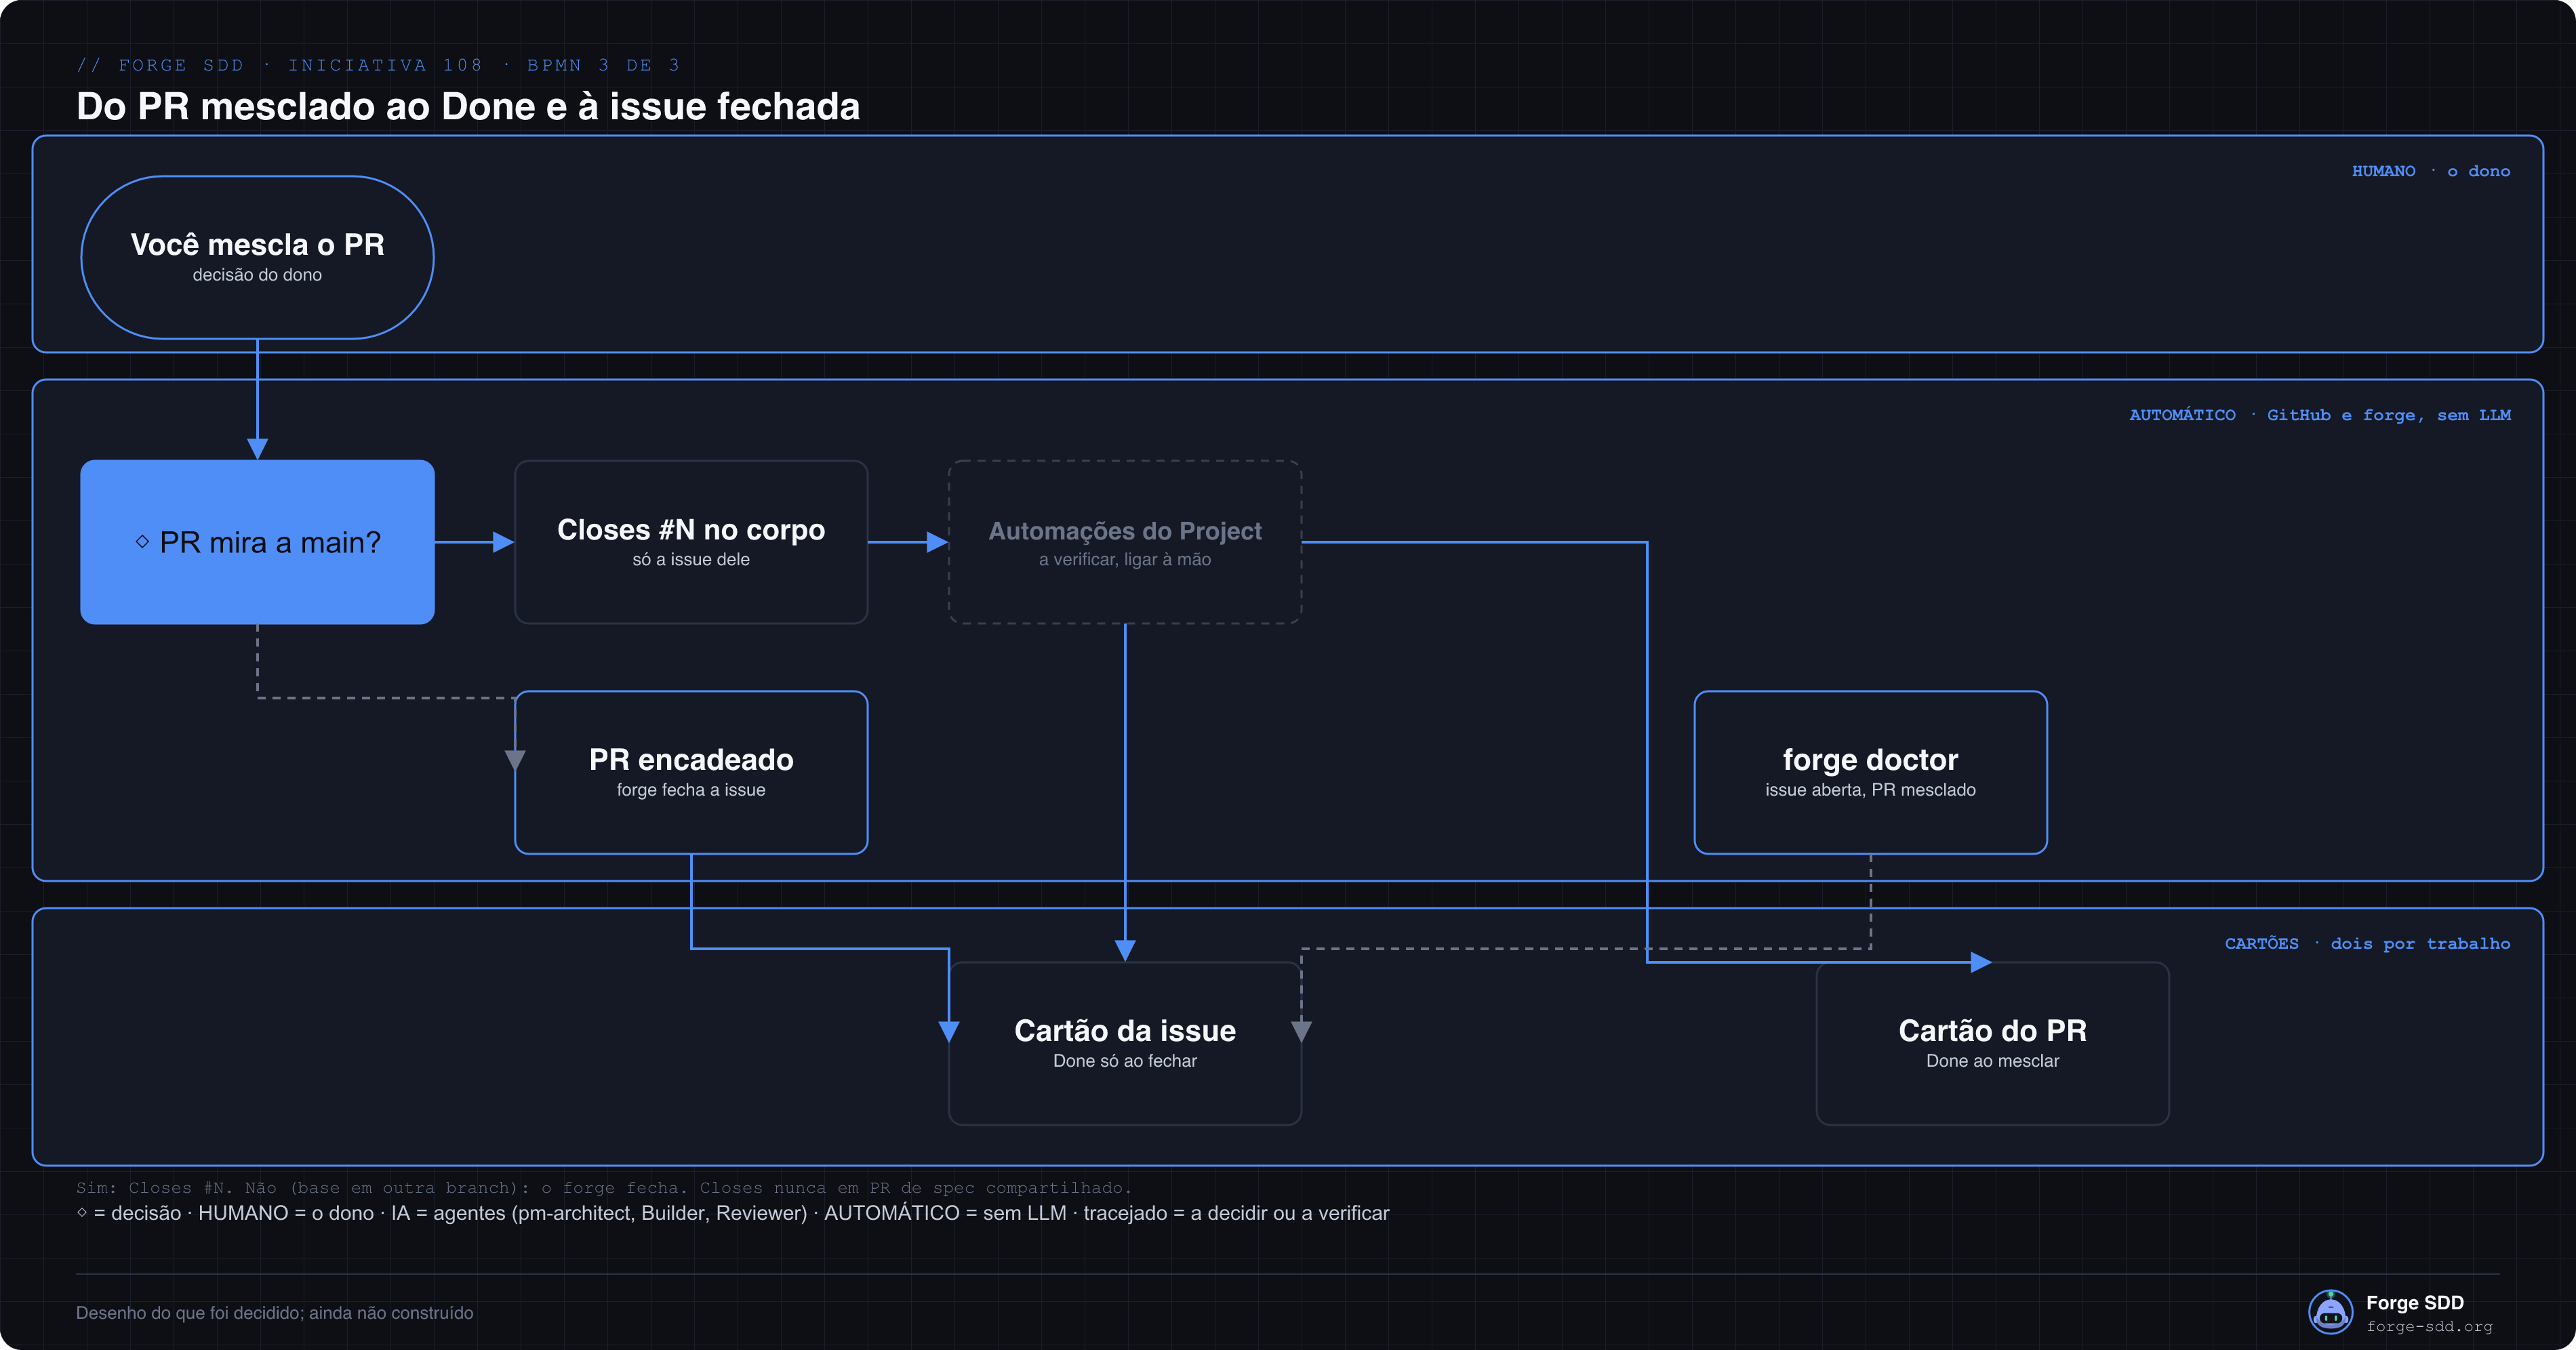 // FORGE SDD · INICIATIVA 108 · BPMN 3 DE 3
Do PR mesclado ao Done e à issue fechada
HUMANO · o dono
Você mescla o PR
decisão do dono
AUTOMÁTICO · GitHub e forge, sem LLM
◇ PR mira a main?
Closes #N no corpo
só a issue dele
Automações do Project
a verificar, ligar à mão
PR encadeado
forge fecha a issue
forge doctor
issue aberta, PR mesclado
CARTÕES · dois por trabalho
Cartão da issue
Done só ao fechar
Cartão do PR
Done ao mesclar
Sim: Closes #N. Não (base em outra branch): o forge fecha. Closes nunca em PR de spec compartilhado.
◇ = decisão · HUMANO = o dono · IA = agentes (pm-architect, Builder, Reviewer) · AUTOMÁTICO = sem LLM · tracejado = a decidir ou a verificar
Desenho do que foi decidido; ainda não construído
Forge SDD
forge-sdd.org